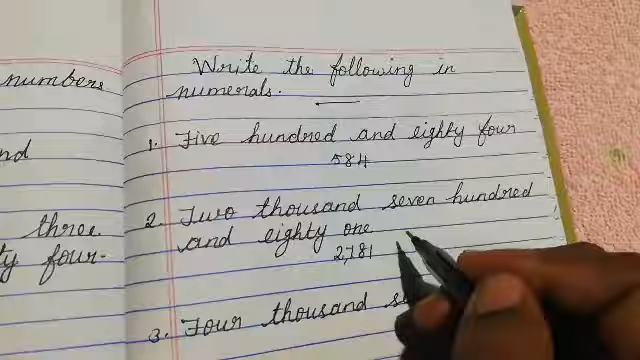 numbers
nd
three
ty four.
Write the following in
numerals.
1. Five hundred and eighty four
584
2. Two thousand seven hundred
and eighty one
2,781
3. Four thousand